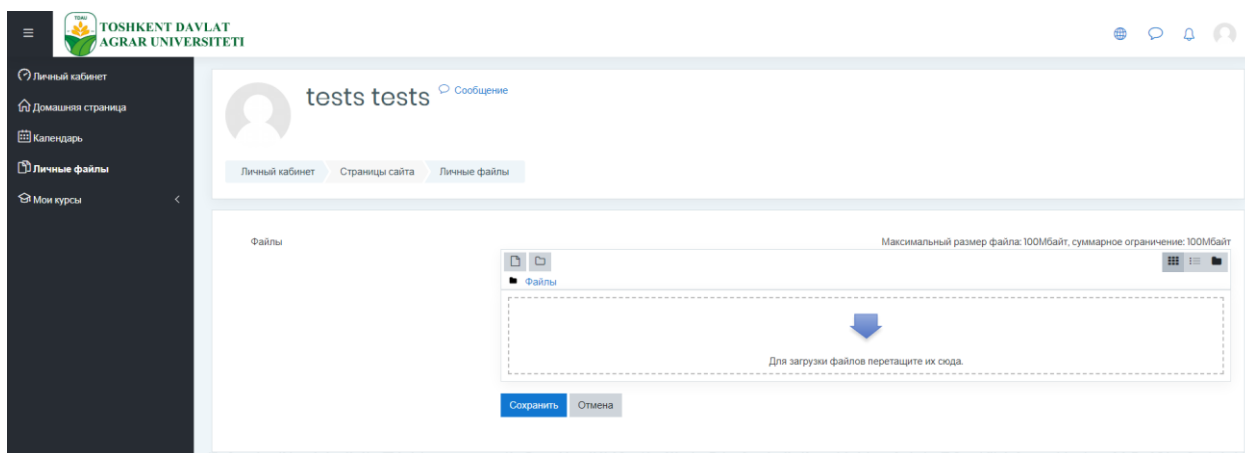 TDAU
TOSHKENT DAVLAT
AGRAR UNIVERSITETI
Личный кабинет
Домашняя страница
Календарь
Личные файлы
Мои курсы
tests tests Сообщение
Личный кабинет Страницы сайта Личные файлы
Файлы Максимальный размер файла: 100Мбайт, суммарное ограничение: 100Мбайт
Файлы
Для загрузки файлов перетащите их сюда.
Сохранить Отмена